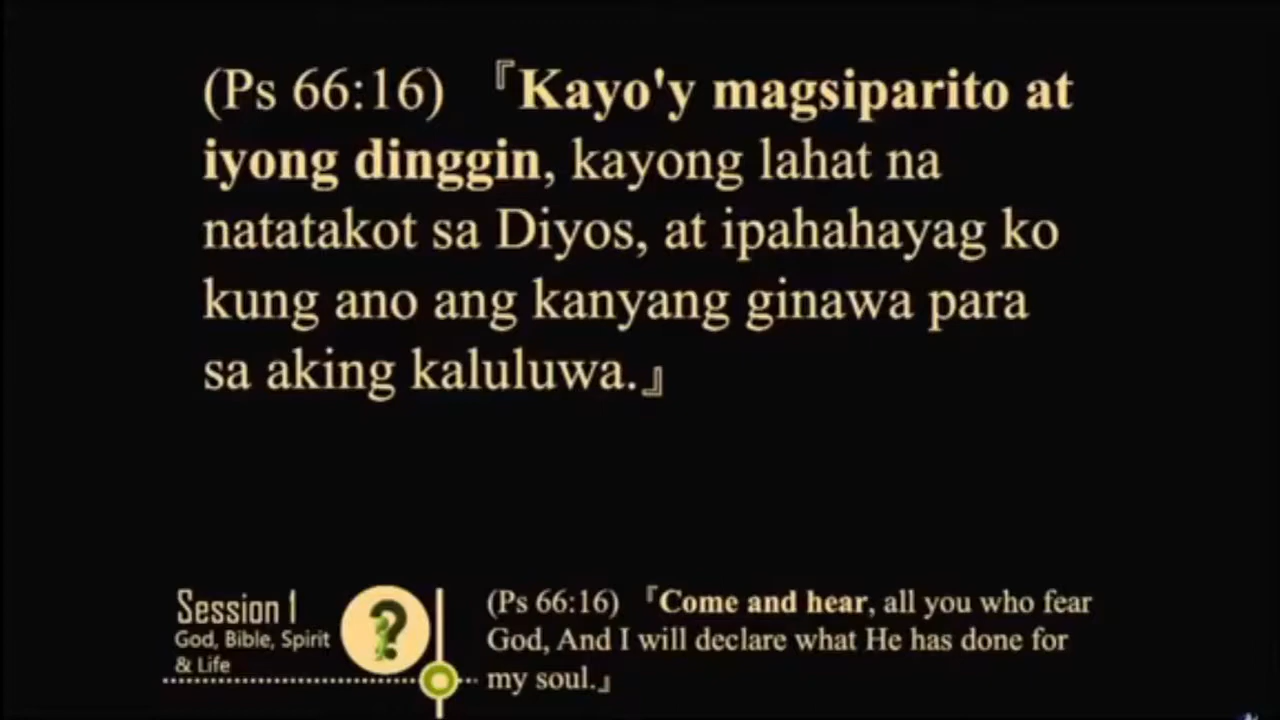 (Ps 66:16) 『Kayo'y magsiparito at
iyong dinggin, kayong lahat na
natatakot sa Diyos, at ipahahayag ko
kung ano ang kanyang ginawa para
sa aking kaluluwa.』
Session 1
God, Bible, Spirit
& Life
(Ps 66:16) 『Come and hear, all you who fear
God, And I will declare what He has done for
my soul.』